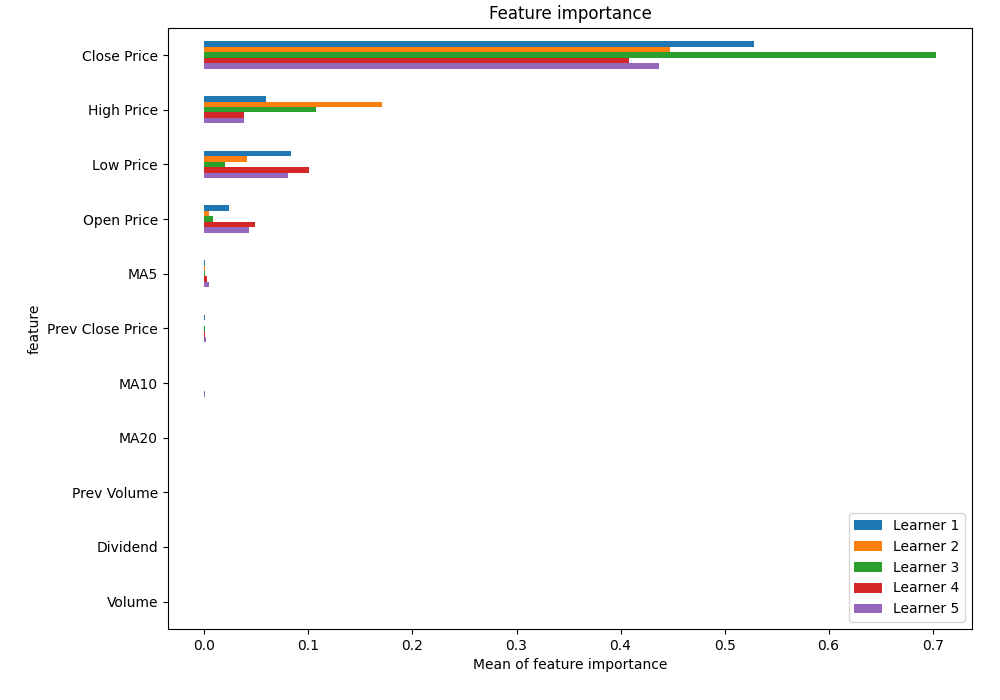 Feature importance
Close Price
High Price
Low Price
Open Price
MA5
Prev Close Price
MA10
MA20
Prev Volume
Dividend
Volume
feature
Learner 1
Learner 2
Learner 3
Learner 4
Learner 5
0.0 0.1 0.2 0.3 0.4 0.5 0.6 0.7
Mean of feature importance